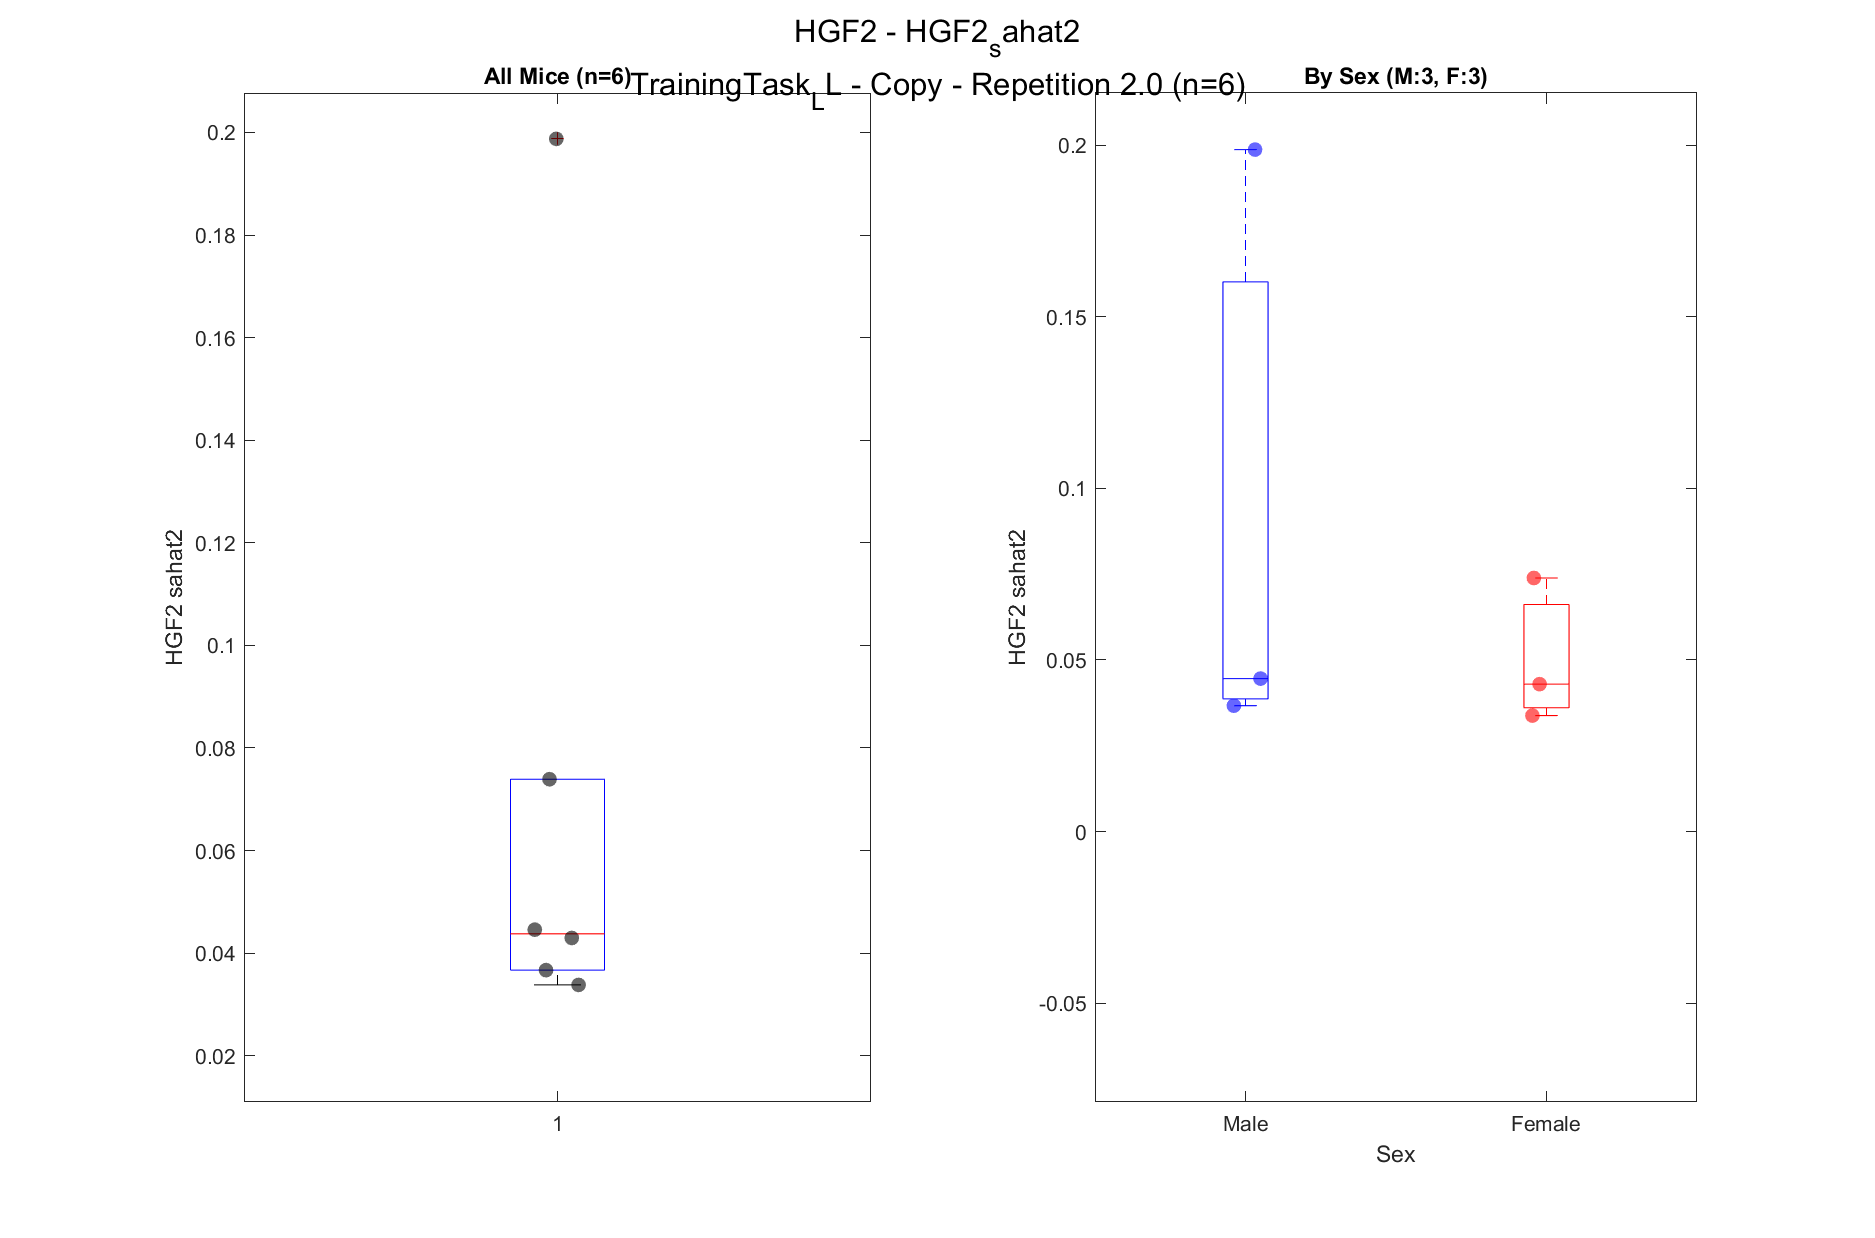 HGF2 - HGF2sahat2
TrainingTaskLL - Copy - Repetition 2.0 (n=6)
All Mice (n=6)
HGF2 sahat2
0.2
0.18
0.16
0.14
0.12
0.1
0.08
0.06
0.04
0.02
1
By Sex (M:3, F:3)
HGF2 sahat2
0.2
0.15
0.1
0.05
0
-0.05
Male Female
Sex